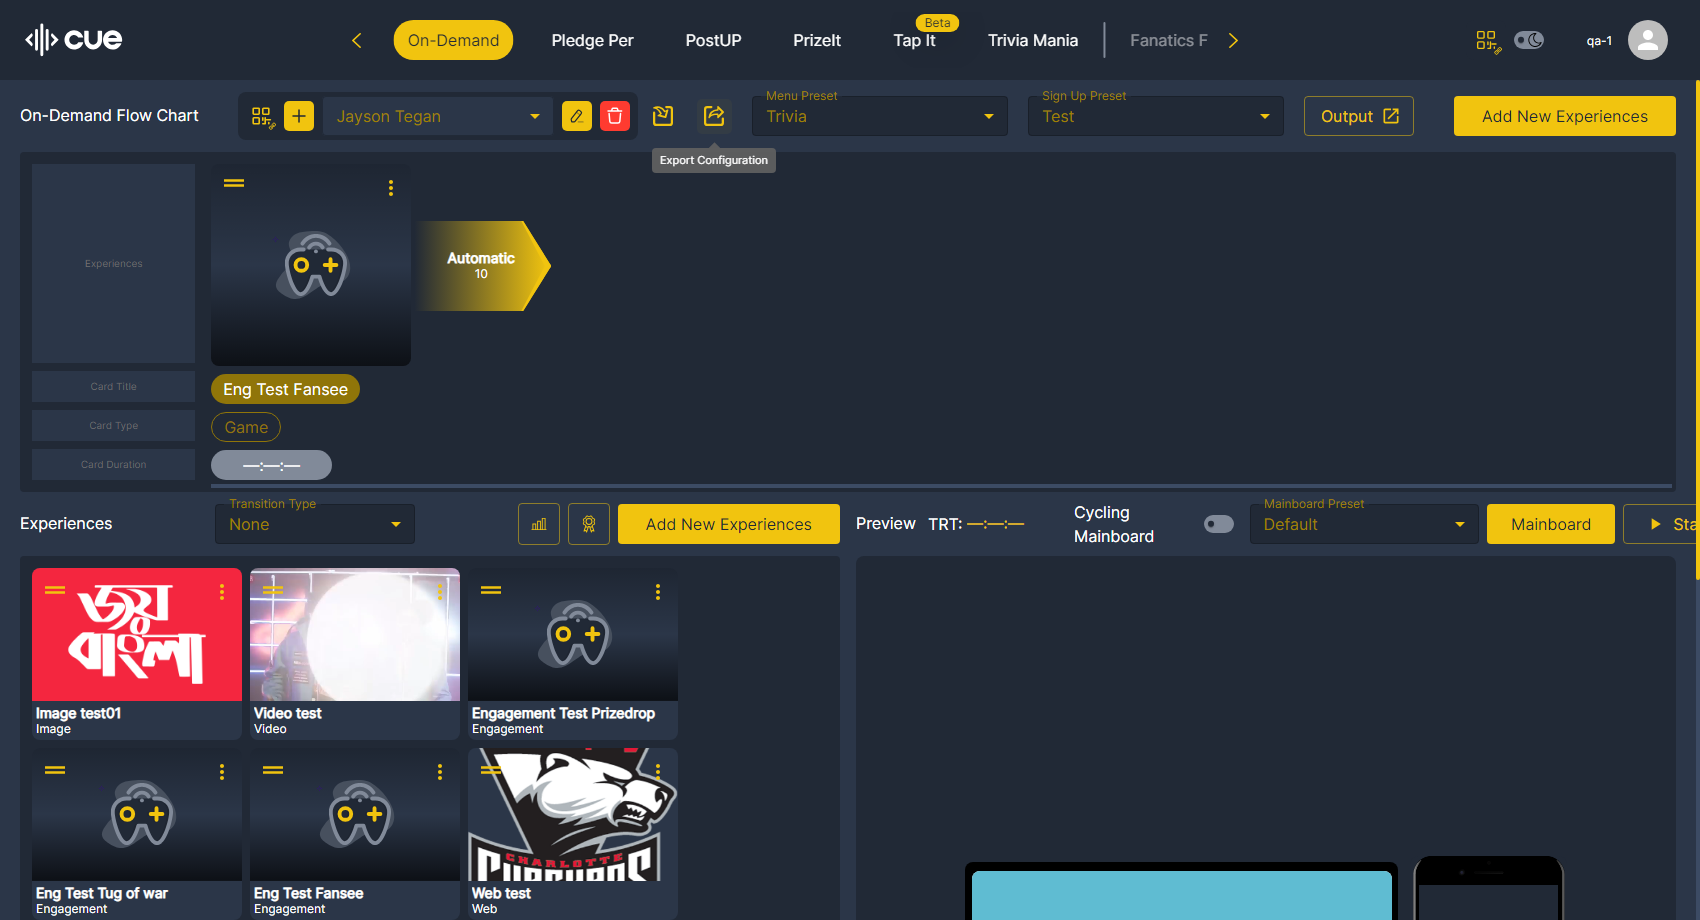 cue
On-Demand
Pledge Per
PostUP
PrizeIt
Beta
Tap It
Trivia Mania
Fanatics F
qa-1
On-Demand Flow Chart
Jayson Tegan
Menu Preset
Trivia
Sign Up Preset
Test
Output
Add New Experiences
Export Configuration
Experiences
Automatic
10
Card Title
Eng Test Fansee
Card Type
Game
Card Duration
—:—:—
Experiences
Transition Type
None
Add New Experiences
Preview
TRT: —:—:—
Cycling
Mainboard
Mainboard Preset
Default
Mainboard
Sta
জয়
বাংলা
Image test01
Image
Video test
Video
Engagement Test Prizedrop
Engagement
Eng Test Tug of war
Engagement
Eng Test Fansee
Engagement
CHARLOTTE
Web test
Web